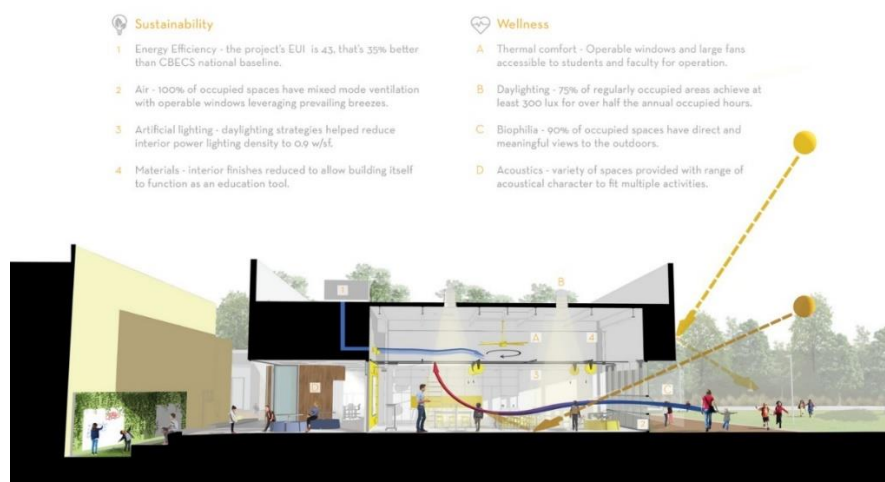 Sustainability
1 Energy Efficiency - the project's EUI is 43, that's 35% better
than CBECS national baseline.
2 Air - 100% of occupied spaces have mixed mode ventilation
with operable windows leveraging prevailing breezes.
3 Artificial lighting - daylighting strategies helped reduce
interior power lighting density to 0.9 w/sf.
4 Materials - interior finishes reduced to allow building itself
to function as an education tool.
Wellness
A Thermal comfort - Operable windows and large fans
accessible to students and faculty for operation.
B Daylighting - 75% of regularly occupied areas achieve at
least 300 lux for over half the annual occupied hours.
C Biophilia - 90% of occupied spaces have direct and
meaningful views to the outdoors.
D Acoustics - variety of spaces provided with range of
acoustical character to fit multiple activities.
B
1
A
4
3
D
C
2